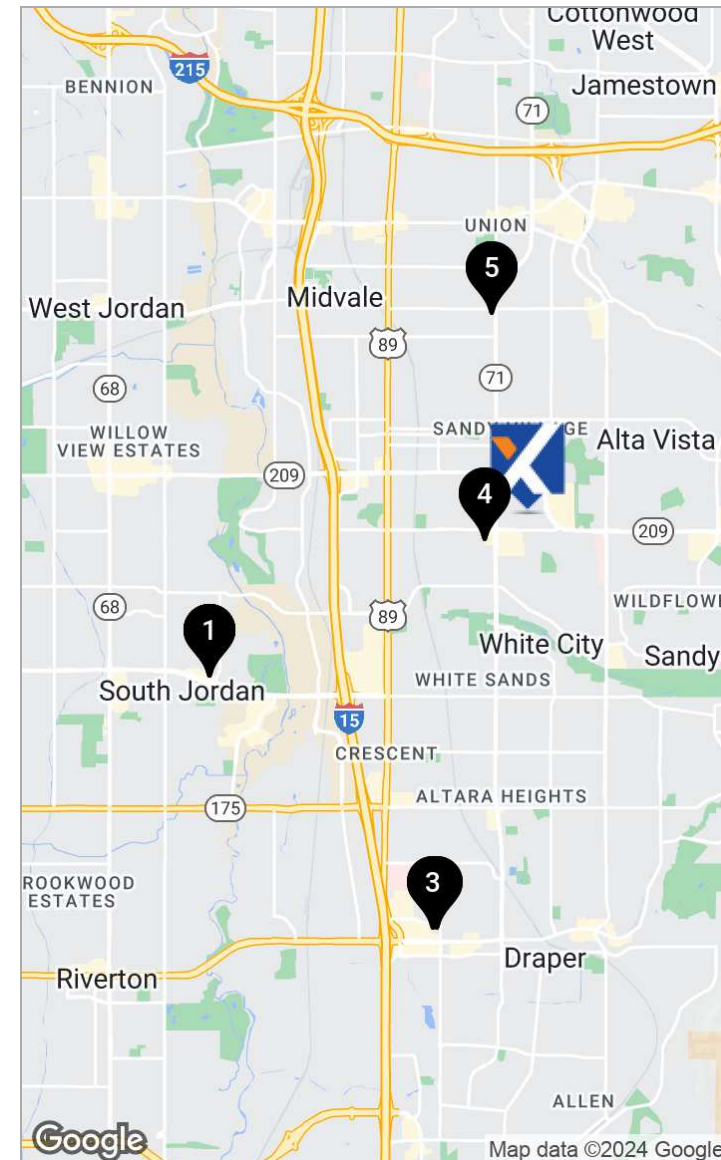 Cottonwood
West
215
BENNION
Jamestown
71
UNION
5
West Jordan
Midvale
89
68
71
WILLOW
VIEW ESTATES
Alta Vista
209
4
209
68
89
WILDFLOW
1
White City
Sandy
South Jordan
WHITE SANDS
15
CRESCENT
175
ALTARA HEIGHTS
ROOKWOOD
ESTATES
3
Draper
Riverton
ALLEN
Google
Map data ©2024 Google